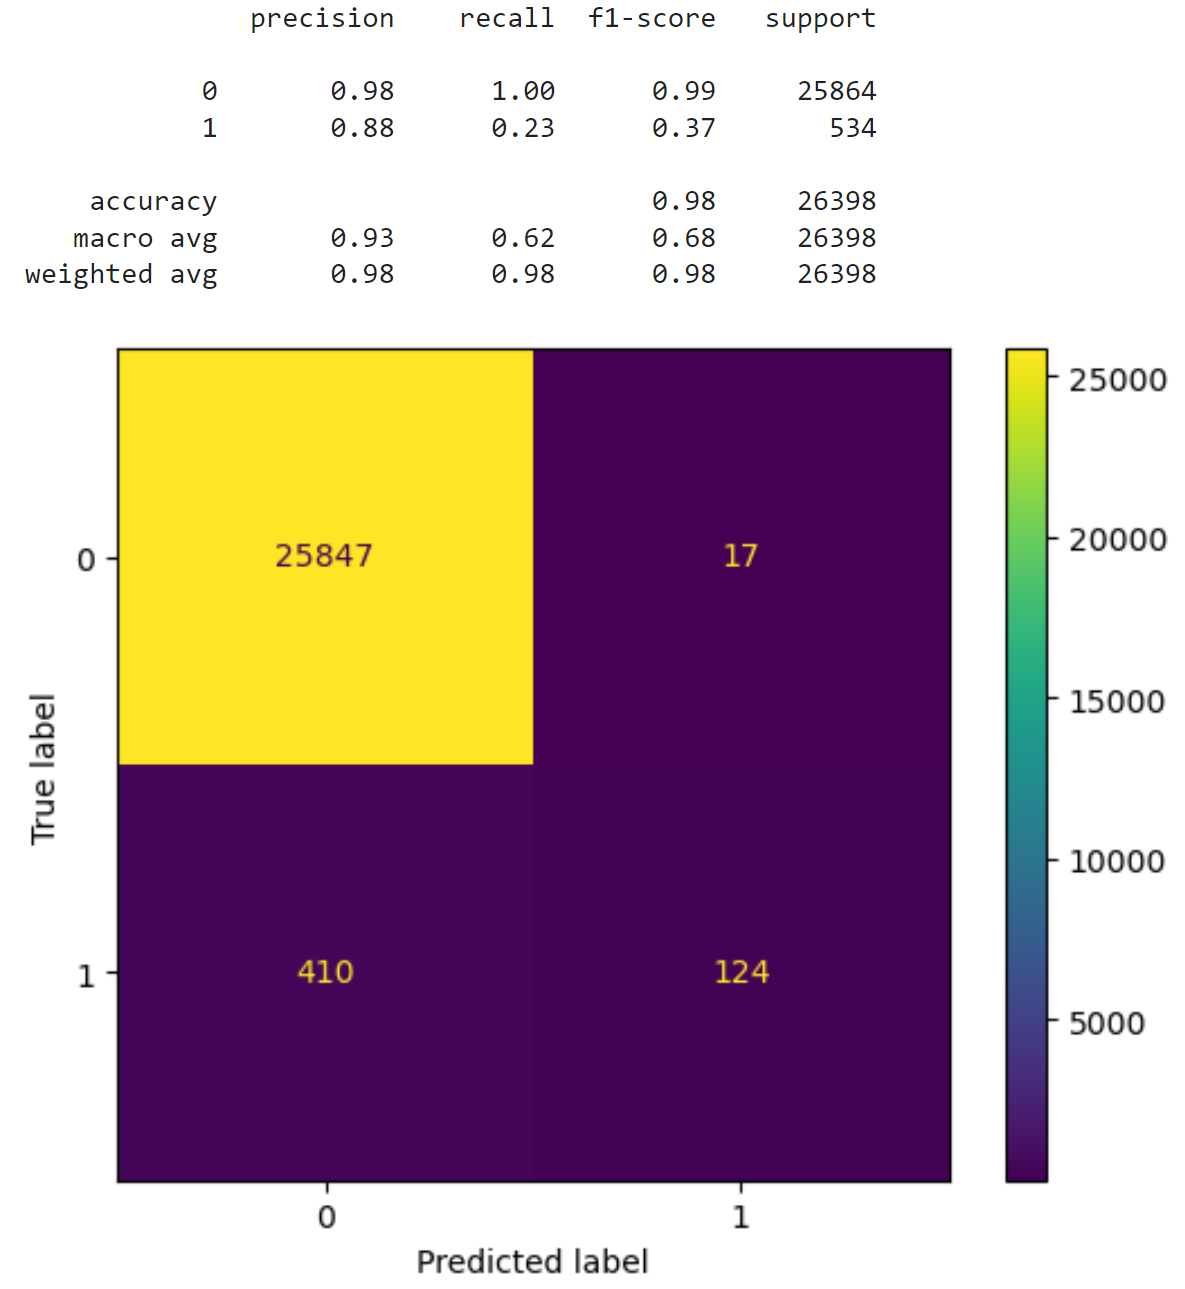 precision recall f1-score support
0 0.98 1.00 0.99 25864
1 0.88 0.23 0.37 534
accuracy 0.98 26398
macro avg 0.93 0.62 0.68 26398
weighted avg 0.98 0.98 0.98 26398
25000
20000
15000
10000
5000
0 25847 17
1 410 124
True label
0 1
Predicted label